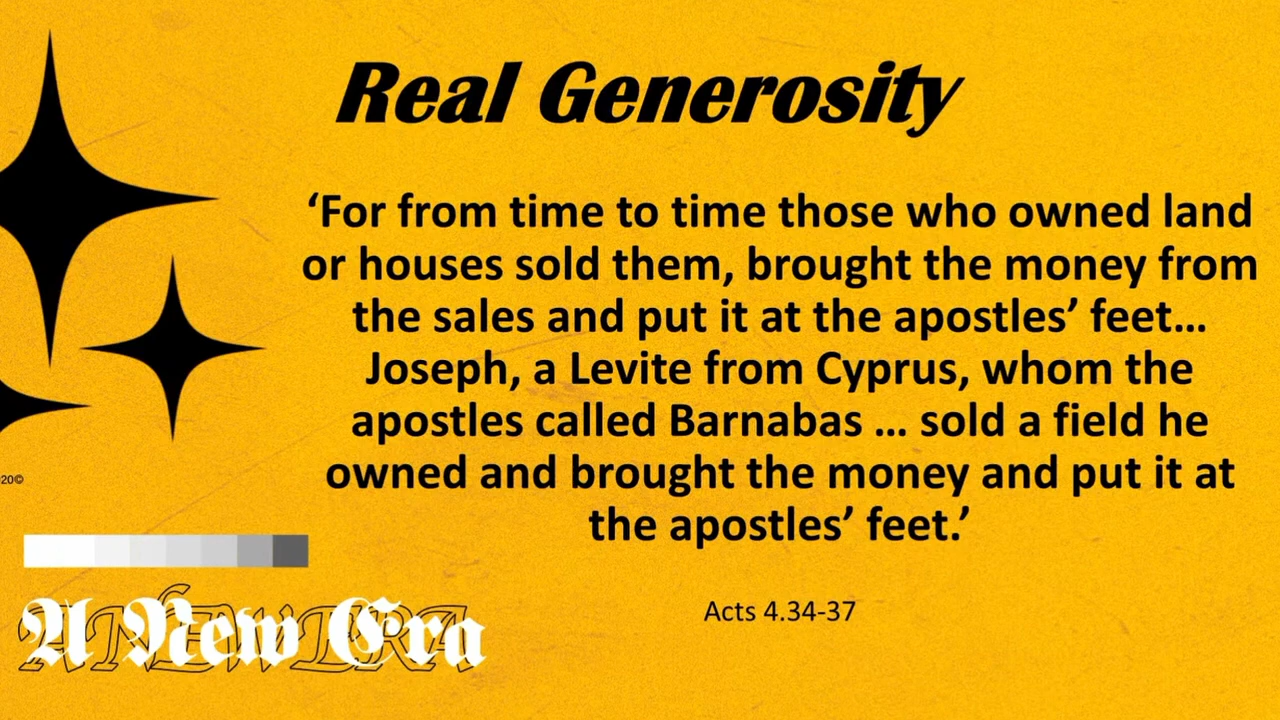 Real Generosity
‘For from time to time those who owned land
or houses sold them, brought the money from
the sales and put it at the apostles’ feet...
Joseph, a Levite from Cyprus, whom the
apostles called Barnabas ... sold a field he
owned and brought the money and put it at
the apostles’ feet.’
Acts 4.34-37
20©
A New Era
A NEW ERA